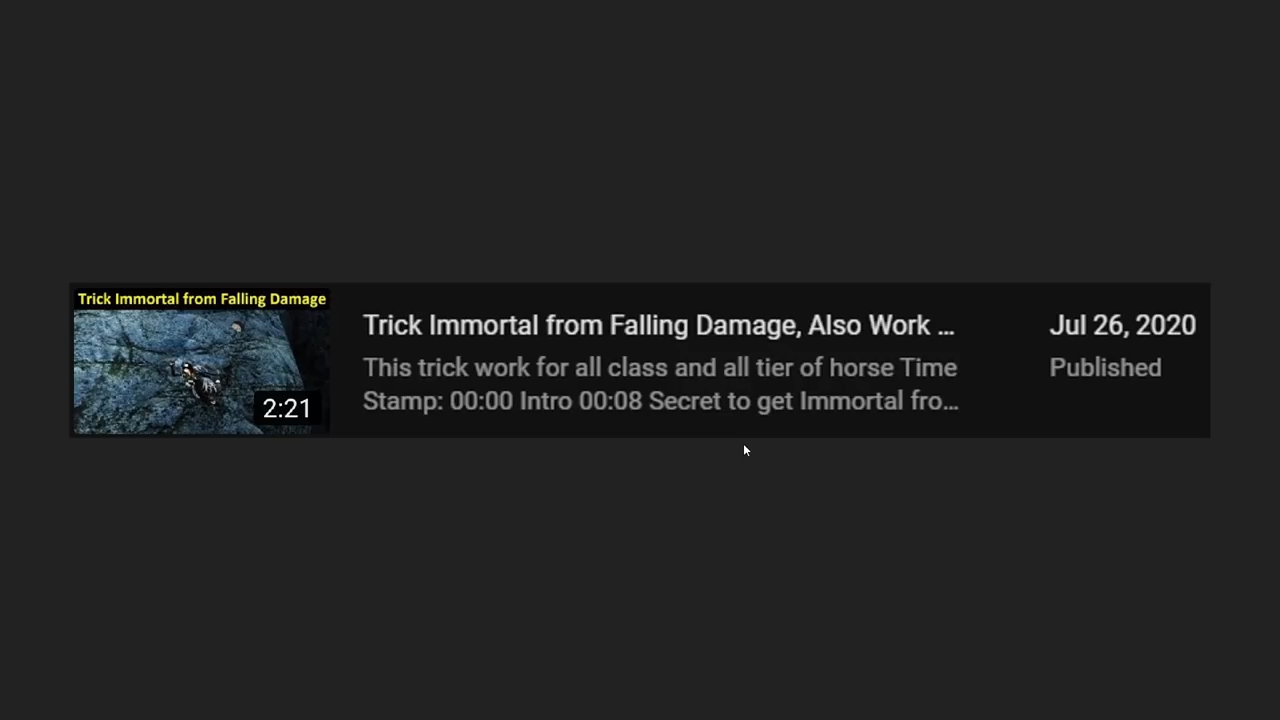 Trick Immortal from Falling Damage
2:21
Trick Immortal from Falling Damage, Also Work ...
This trick work for all class and all tier of horse Time
Stamp: 00:00 Intro 00:08 Secret to get Immortal fro...
Jul 26, 2020
Published